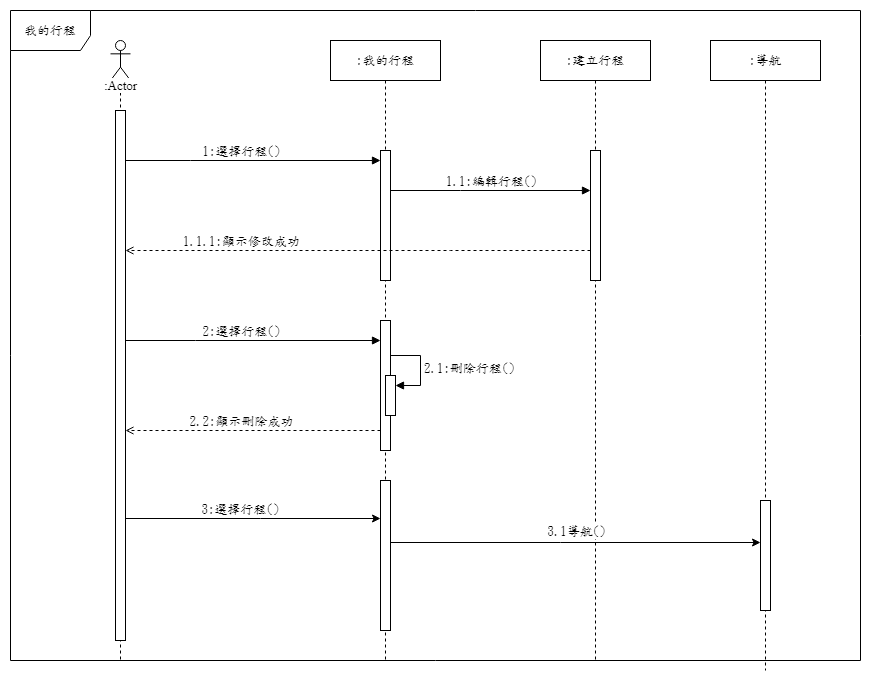 我的行程
:Actor
:我的行程
:建立行程
:導航
1:選擇行程()
1.1:編輯行程()
1.1.1:顯示修改成功
2:選擇行程()
2.1:刪除行程()
2.2:顯示刪除成功
3:選擇行程()
3.1導航()